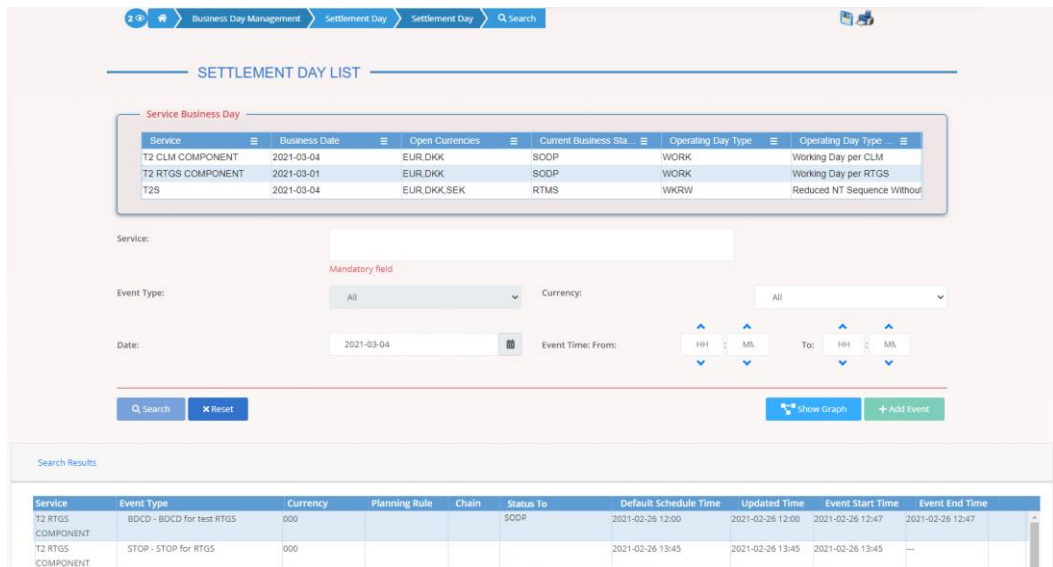 2 Business Day Management Settlement Day Settlement Day Search
SETTLEMENT DAY LIST
Service Business Day
Service Business Date Open Currencies Current Business Sta... Operating Day Type Operating Day Type ...
T2 CLM COMPONENT 2021-03-04 EUR,DKK SODP WORK Working Day per CLM
T2 RTGS COMPONENT 2021-03-01 EUR,DKK SODP WORK Working Day per RTGS
T2S 2021-03-04 EUR,DKK,SEK RTMS WKRW Reduced NT Sequence Without
Service:
Mandatory field
Event Type: All Currency: All
Date: 2021-03-04 Event Time: From: HH : MM To: HH : MM
Search Reset Show Graph + Add Event
Search Results
Service Event Type Currency Planning Rule Chain Status To Default Schedule Time Updated Time Event Start Time Event End Time
T2 RTGS BDCD - BDCD for test RTGS 000 SODP 2021-02-26 12:00 2021-02-26 12:00 2021-02-26 12:47 2021-02-26 12:47
COMPONENT
T2 RTGS STOP - STOP for RTGS 000 2021-02-26 13:45 2021-02-26 13:45 2021-02-26 13:45 ---
COMPONENT